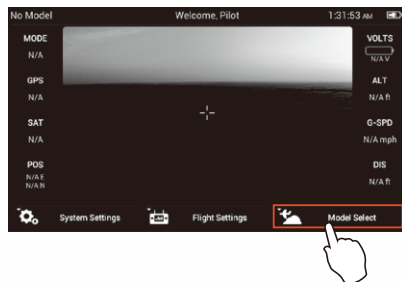 No Model Welcome, Pilot 1:31:53 AM
MODE
N/A
GPS
N/A
SAT
N/A
POS
N/A E
N/A N
VOLTS
N/A V
ALT
N/A ft
G-SPD
N/A mph
DIS
N/A ft
System Settings Flight Settings Model Select